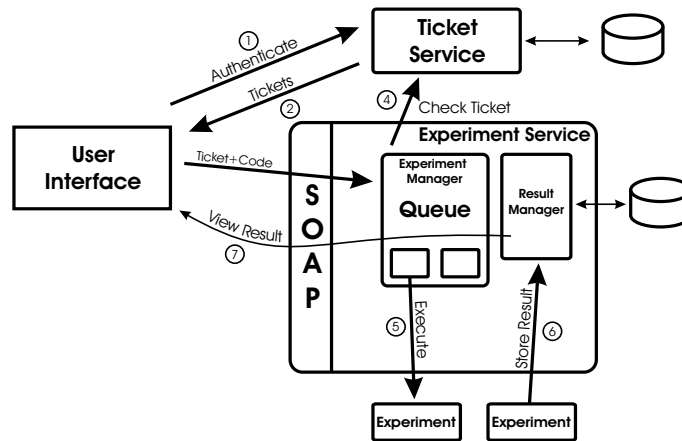 1
Authenticate
Ticket
Service
Tickets
2
4
Check Ticket
Experiment Service
User
Interface
Ticket+Code
S
O
A
P
Experiment
Manager
Queue
Result
Manager
View Result
7
5
Execute
Store Result
6
Experiment
Experiment